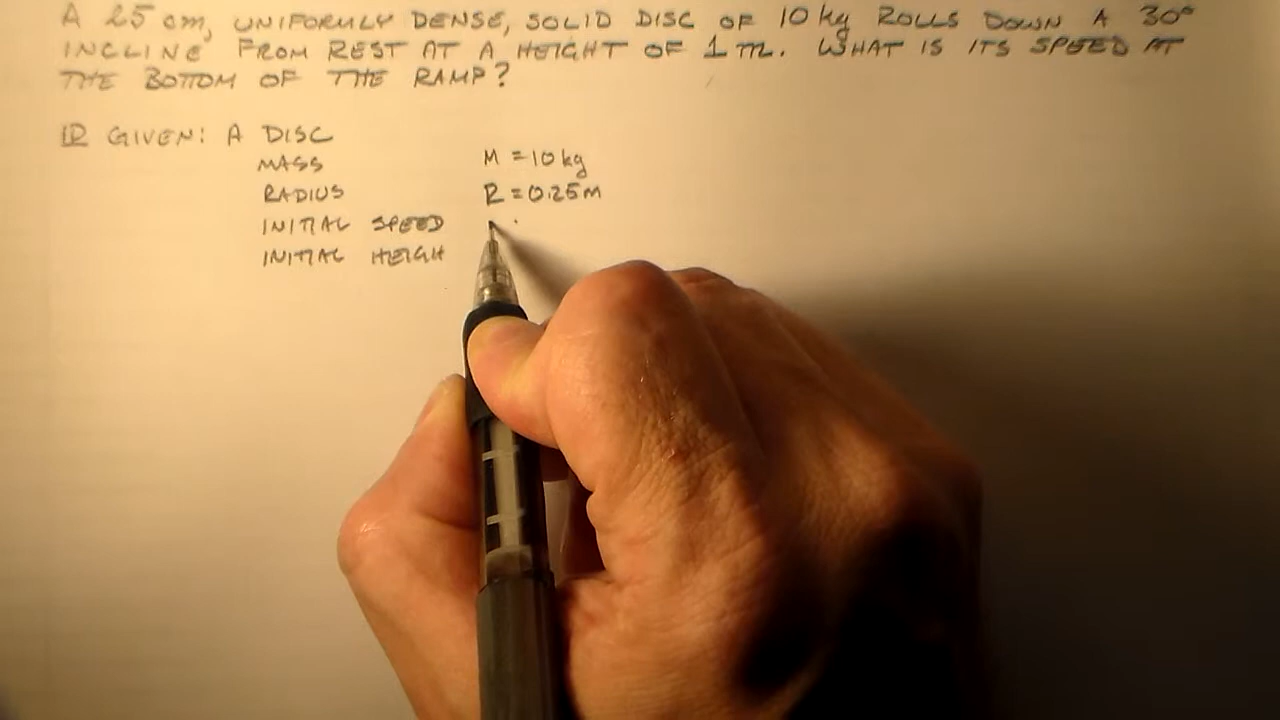 A 25 cm, UNIFORMLY DENSE, SOLID DISC OF 10 kg ROLLS DOWN A 30°
INCLINE FROM REST AT A HEIGHT OF 1 m. WHAT IS ITS SPEED AT
THE BOTTOM OF THE RAMP?
1R GIVEN: A DISC
MASS M = 10 kg
RADIUS R = 0.25 M
INITIAL SPEED
INITIAL HEIGH